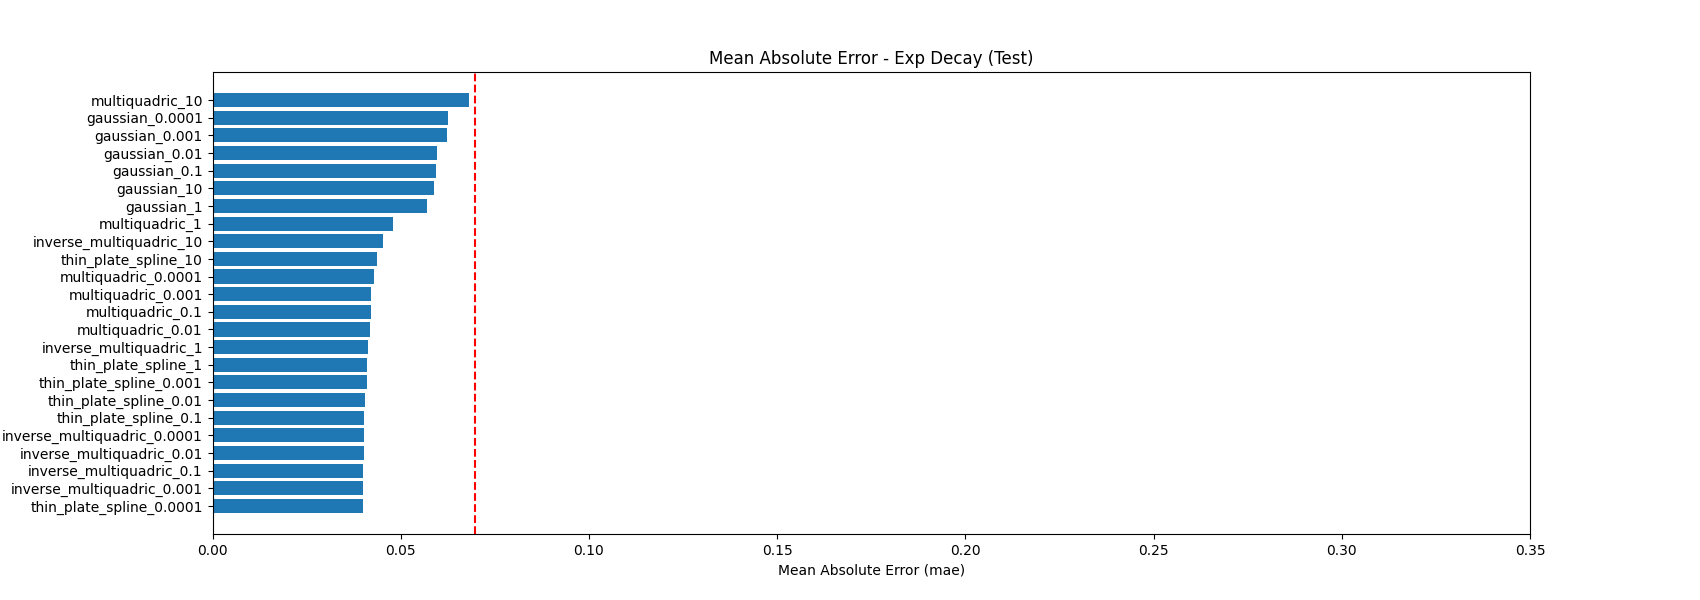 Mean Absolute Error - Exp Decay (Test)
multiquadric_10
gaussian_0.0001
gaussian_0.001
gaussian_0.01
gaussian_0.1
gaussian_10
gaussian_1
multiquadric_1
inverse_multiquadric_10
thin_plate_spline_10
multiquadric_0.0001
multiquadric_0.001
multiquadric_0.1
multiquadric_0.01
inverse_multiquadric_1
thin_plate_spline_1
thin_plate_spline_0.001
thin_plate_spline_0.01
thin_plate_spline_0.1
inverse_multiquadric_0.0001
inverse_multiquadric_0.01
inverse_multiquadric_0.1
inverse_multiquadric_0.001
thin_plate_spline_0.0001
0.00 0.05 0.10 0.15 0.20 0.25 0.30 0.35
Mean Absolute Error (mae)